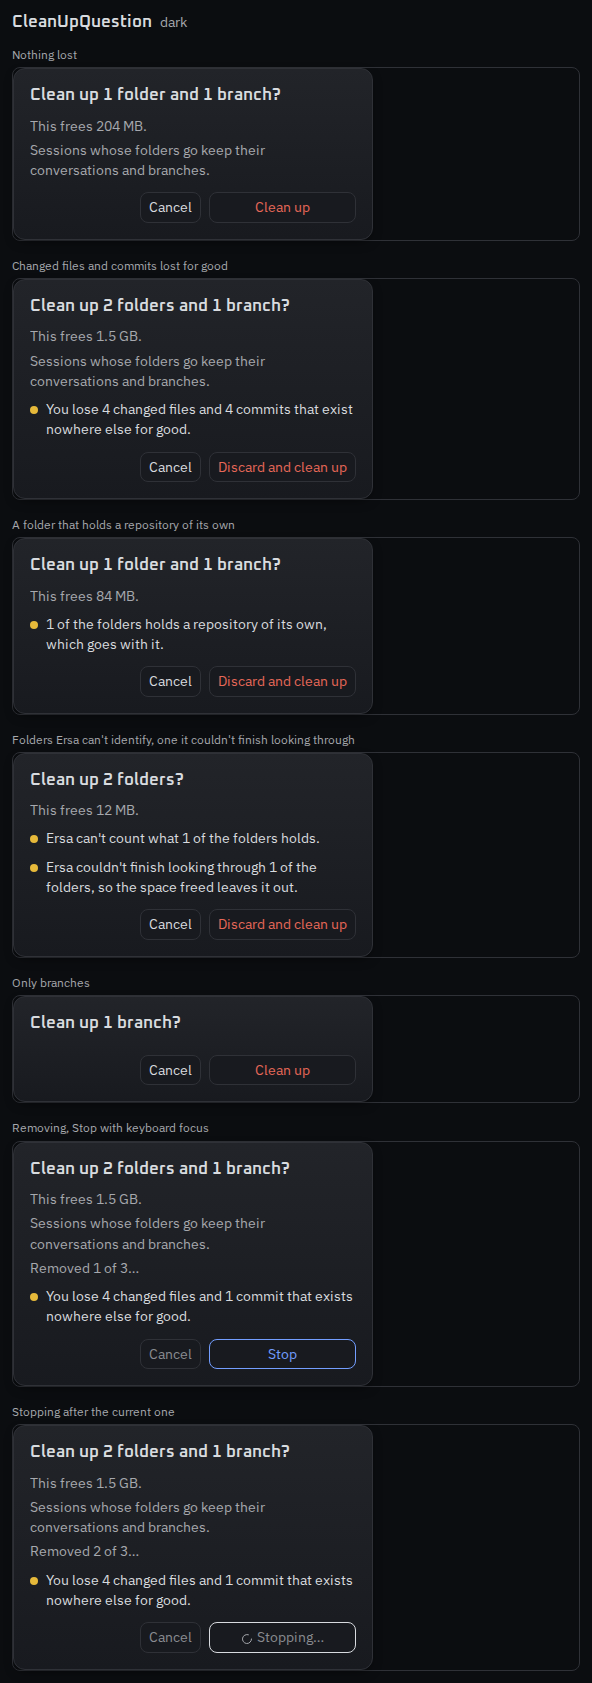 CleanUpQuestion dark
Nothing lost
Clean up 1 folder and 1 branch?
This frees 204 MB.
Sessions whose folders go keep their
conversations and branches.
Cancel Clean up
Changed files and commits lost for good
Clean up 2 folders and 1 branch?
This frees 1.5 GB.
Sessions whose folders go keep their
conversations and branches.
You lose 4 changed files and 4 commits that exist
nowhere else for good.
Cancel Discard and clean up
A folder that holds a repository of its own
Clean up 1 folder and 1 branch?
This frees 84 MB.
1 of the folders holds a repository of its own,
which goes with it.
Cancel Discard and clean up
Folders Ersa can't identify, one it couldn't finish looking through
Clean up 2 folders?
This frees 12 MB.
Ersa can't count what 1 of the folders holds.
Ersa couldn't finish looking through 1 of the
folders, so the space freed leaves it out.
Cancel Discard and clean up
Only branches
Clean up 1 branch?
Cancel Clean up
Removing, Stop with keyboard focus
Clean up 2 folders and 1 branch?
This frees 1.5 GB.
Sessions whose folders go keep their
conversations and branches.
Removed 1 of 3...
You lose 4 changed files and 1 commit that exists
nowhere else for good.
Cancel Stop
Stopping after the current one
Clean up 2 folders and 1 branch?
This frees 1.5 GB.
Sessions whose folders go keep their
conversations and branches.
Removed 2 of 3...
You lose 4 changed files and 1 commit that exists
nowhere else for good.
Cancel Stopping...